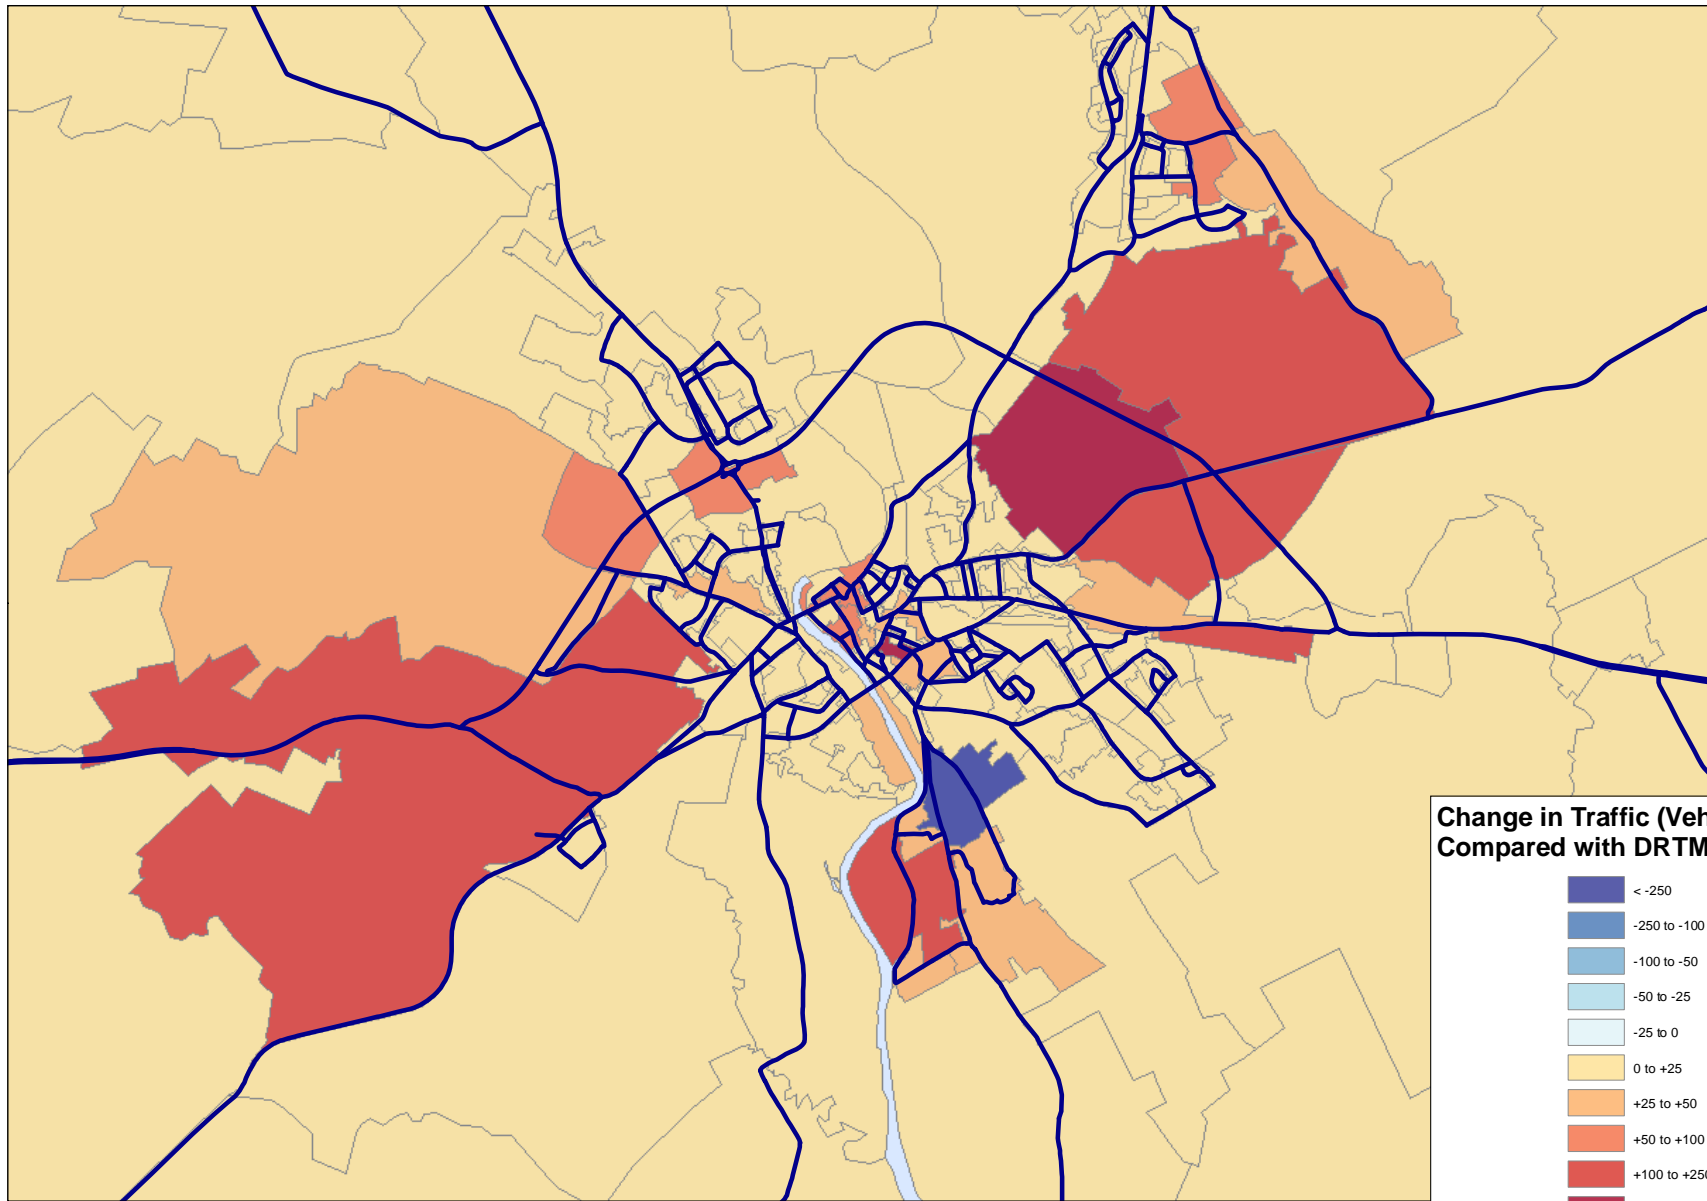 Change in Traffic (Veh
Compared with DRTM
< -250
-250 to -100
-100 to -50
-50 to -25
-25 to 0
0 to +25
+25 to +50
+50 to +100
+100 to +250